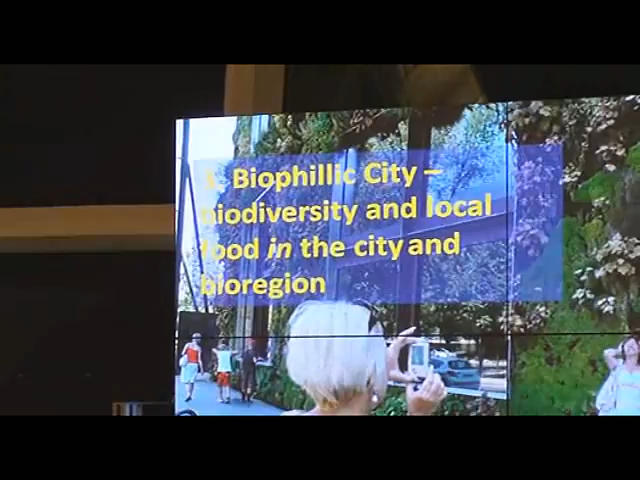 Biophillic City –
biodiversity and local
food in the city and
bioregion